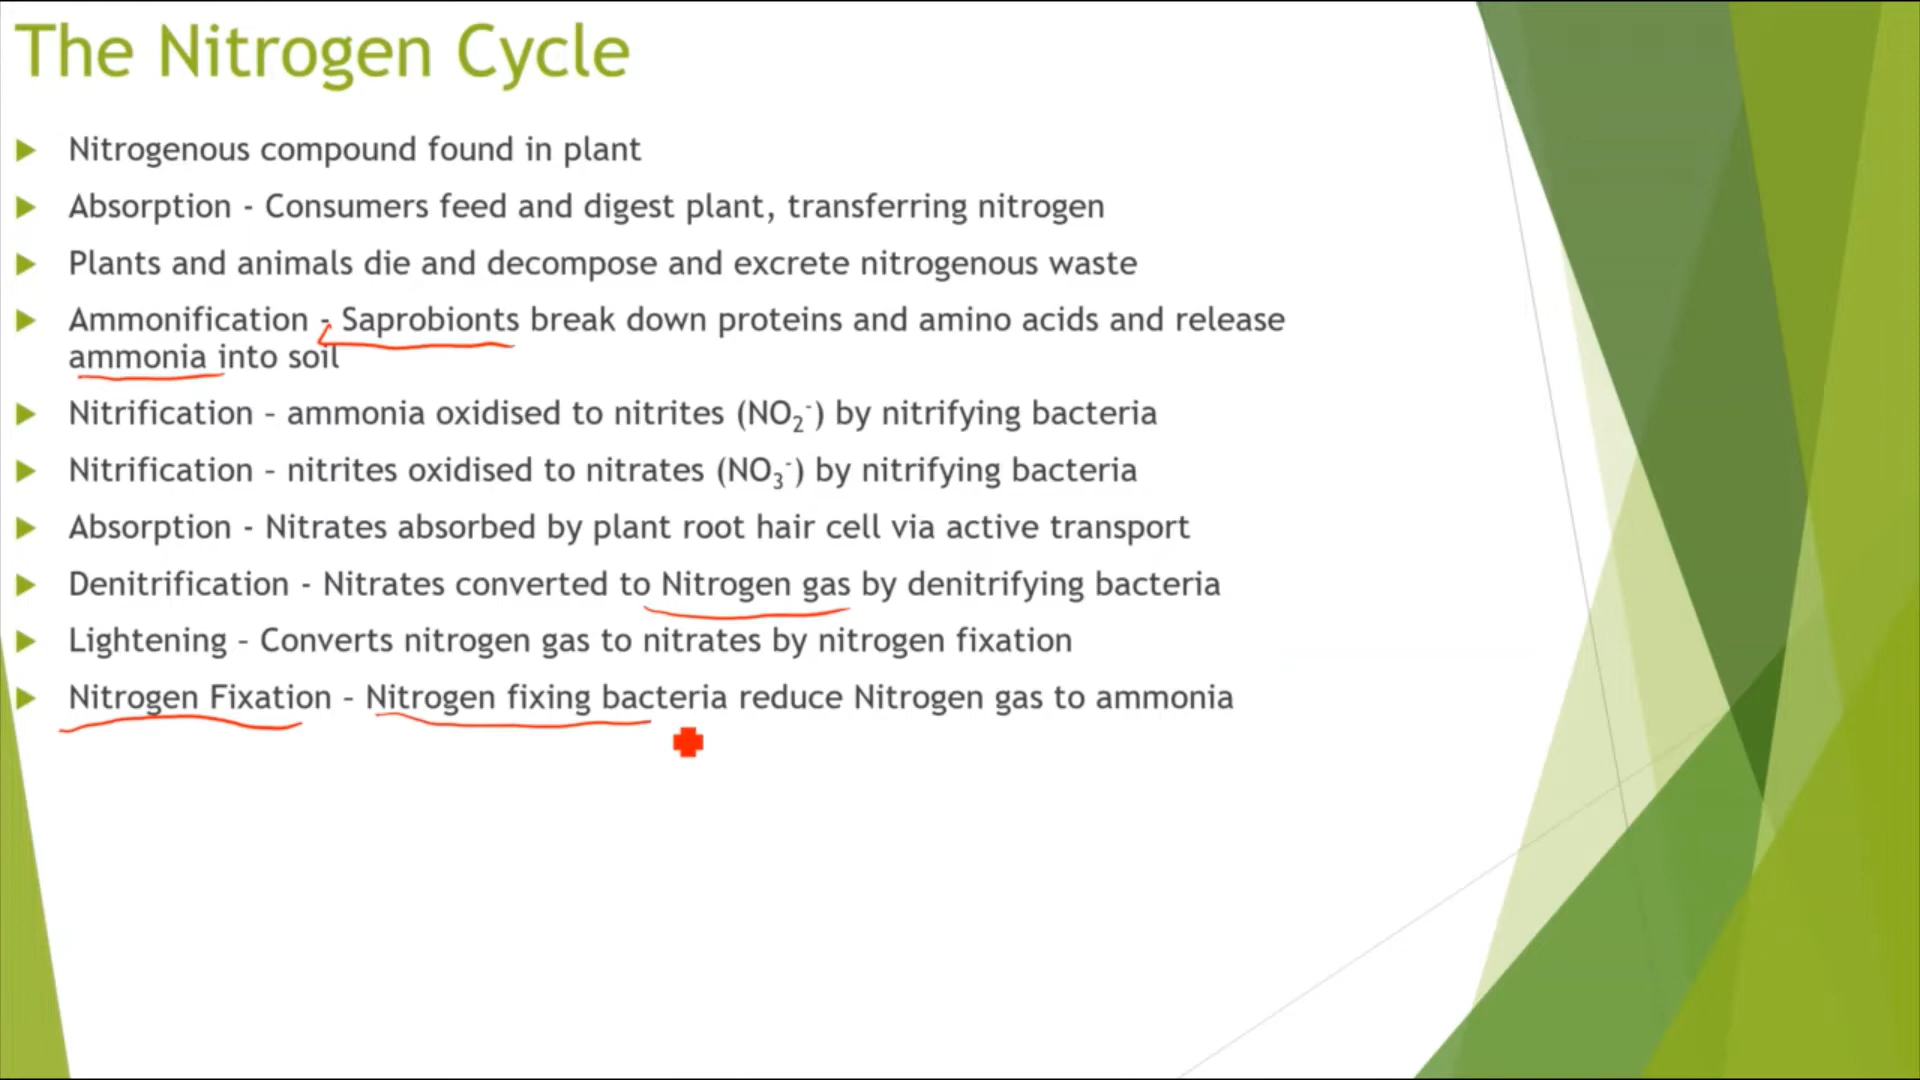 The Nitrogen Cycle
Nitrogenous compound found in plant
Absorption - Consumers feed and digest plant, transferring nitrogen
Plants and animals die and decompose and excrete nitrogenous waste
Ammonification - Saprobionts break down proteins and amino acids and release
ammonia into soil
Nitrification – ammonia oxidised to nitrites (NO₂⁻) by nitrifying bacteria
Nitrification – nitrites oxidised to nitrates (NO₃⁻) by nitrifying bacteria
Absorption - Nitrates absorbed by plant root hair cell via active transport
Denitrification - Nitrates converted to Nitrogen gas by denitrifying bacteria
Lightening – Converts nitrogen gas to nitrates by nitrogen fixation
Nitrogen Fixation – Nitrogen fixing bacteria reduce Nitrogen gas to ammonia